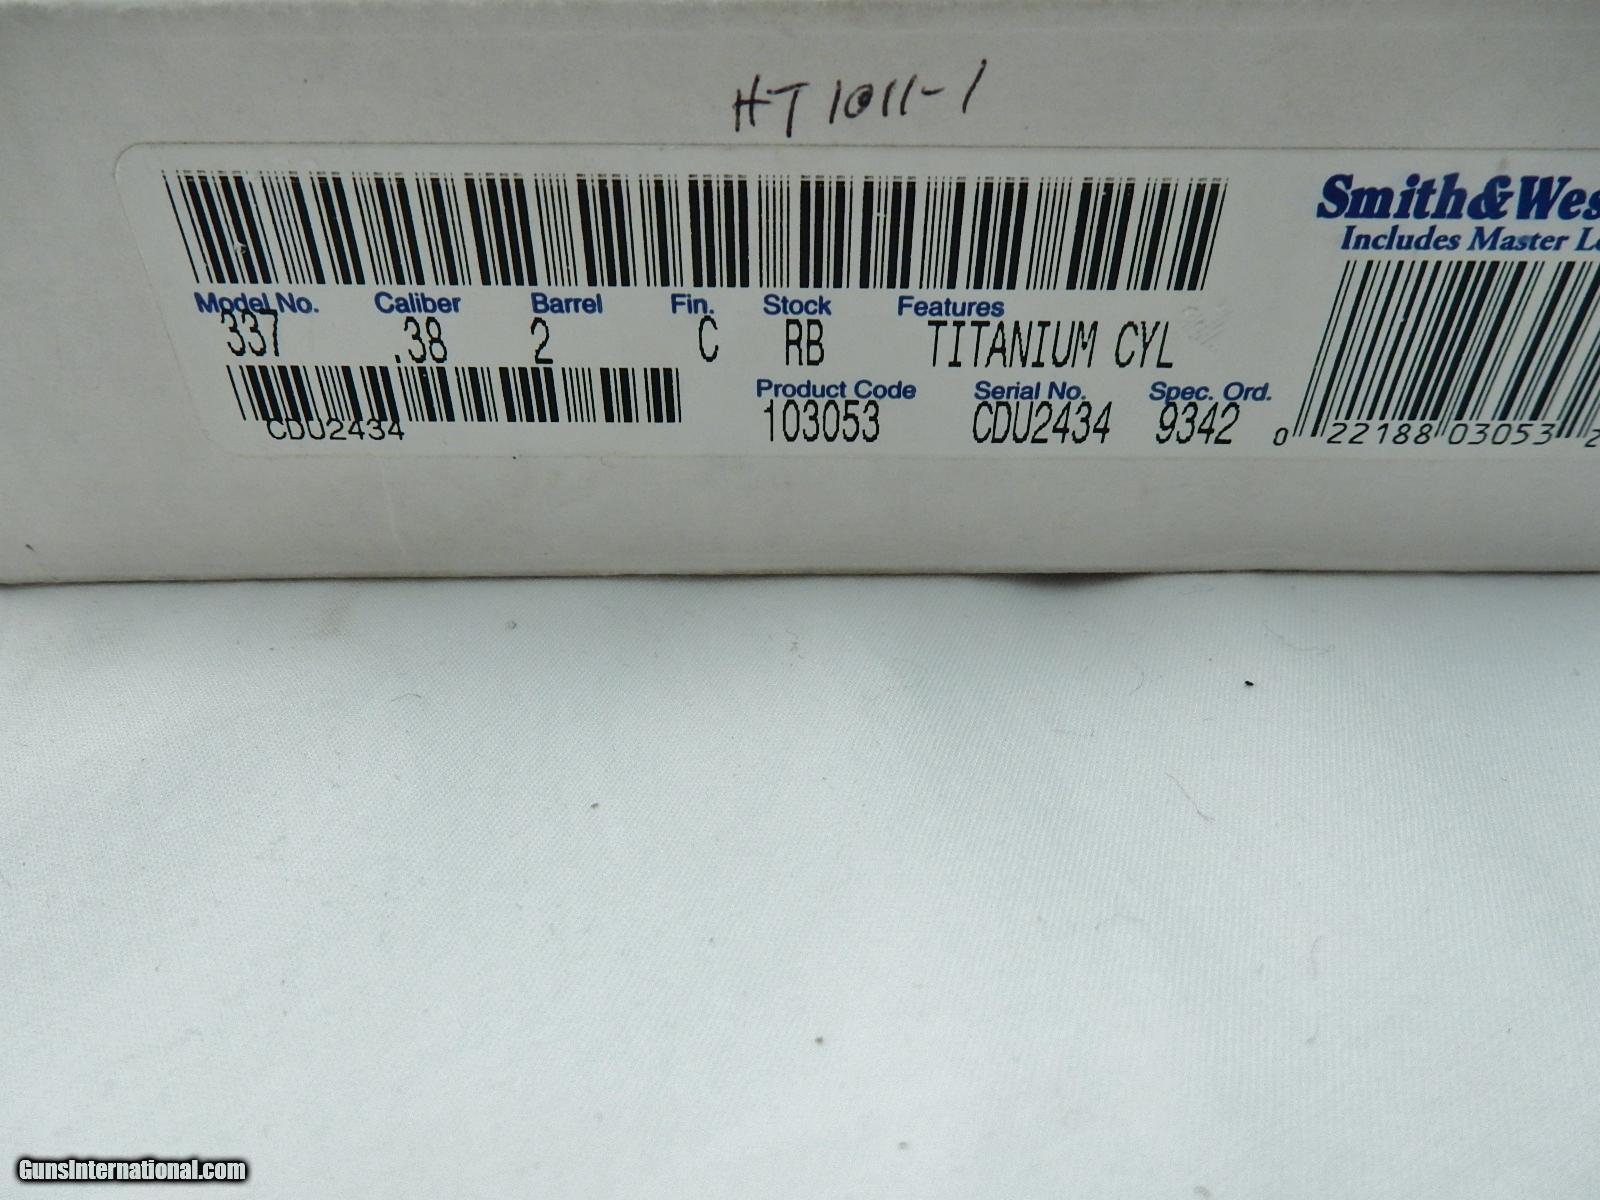 HT 1011-1
Smith&Wes
Includes Master L
Model No. Caliber Barrel Fin. Stock Features
337 .38 2 C RB TITANIUM CYL
Product Code Serial No. Spec. Ord.
103053 CDU2434 9342
CDU2434
0 22188 03053 2
GunsInternational.com